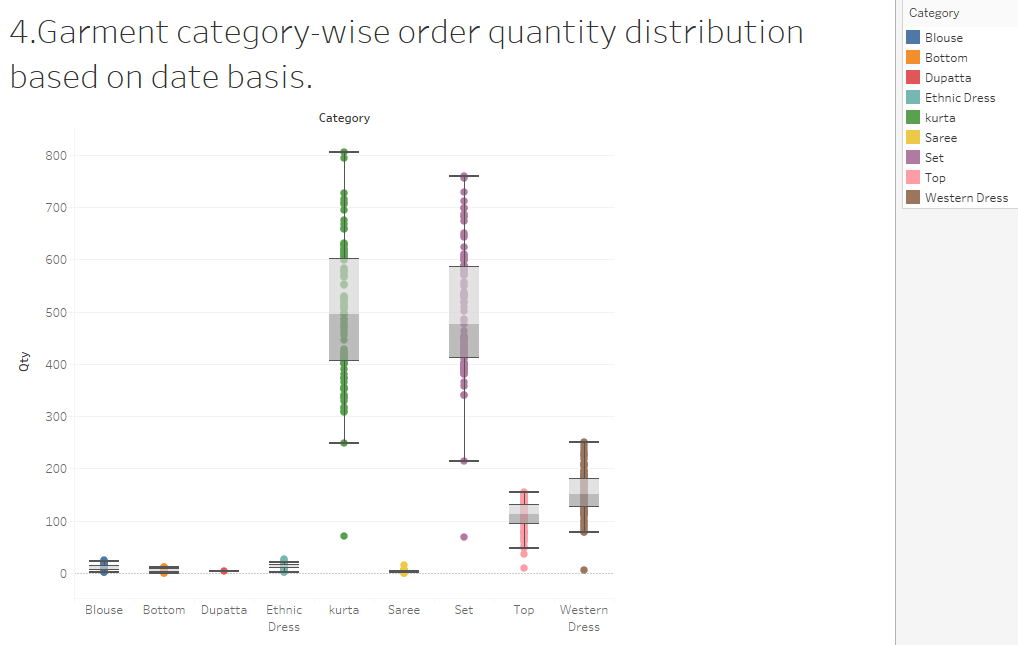 4.Garment category-wise order quantity distribution
based on date basis.
Category
800
700
600
500
400
300
200
100
0
Qty
Blouse
Bottom
Dupatta
Ethnic
Dress
kurta
Saree
Set
Top
Western
Dress
Category
Blouse
Bottom
Dupatta
Ethnic Dress
kurta
Saree
Set
Top
Western Dress